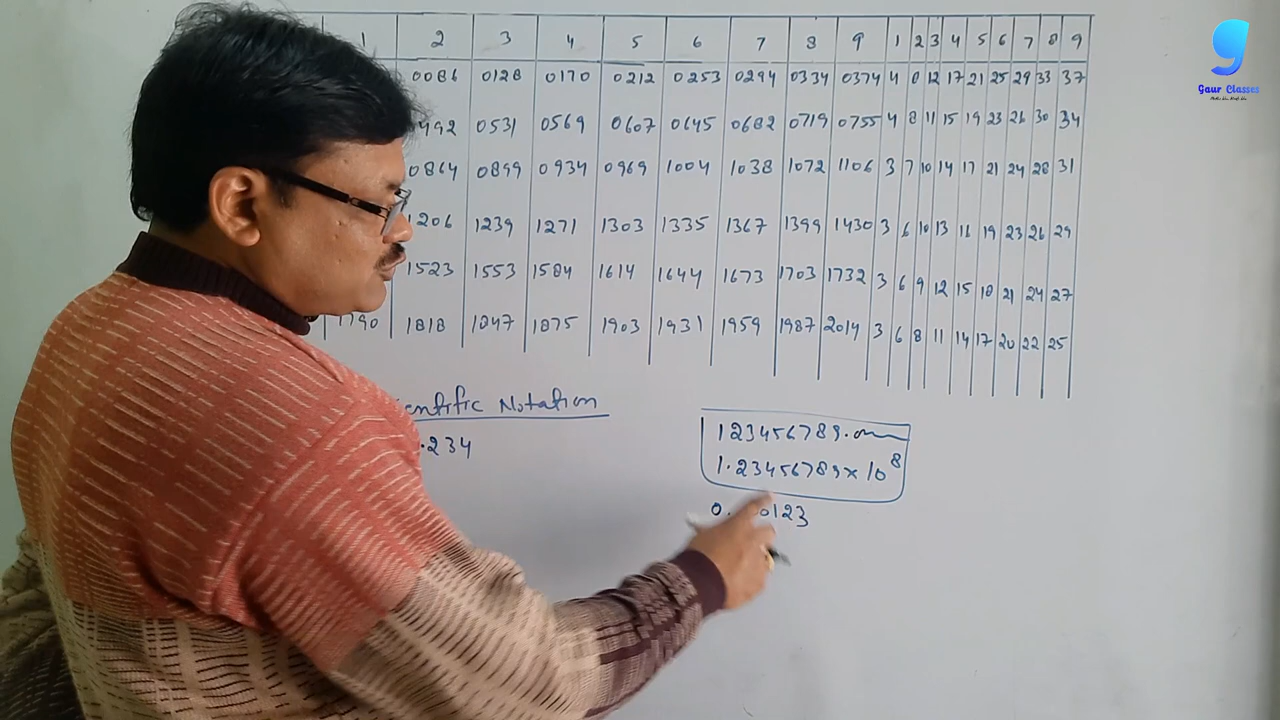 1 2 3 4 5 6 7 8 9 1 2 3 4 5 6 7 8 9
0086 0128 0170 0212 0253 0294 0334 0374 4 8 12 17 21 25 29 33 37
492 0531 0569 0607 0645 0682 0719 0755 4 8 11 15 19 23 26 30 34
0864 0899 0934 0969 1004 1038 1072 1106 3 7 10 14 17 21 24 28 31
1206 1239 1271 1303 1335 1367 1399 1430 3 6 10 13 16 19 23 26 29
1523 1553 1584 1614 1644 1673 1703 1732 3 6 9 12 15 18 21 24 27
1790 1818 1847 1875 1903 1931 1959 1987 2014 3 6 8 11 14 17 20 22 25
entific Notation
.234
123456789.
1.23456789×10⁸
0. 0123
g
Gaur Classes